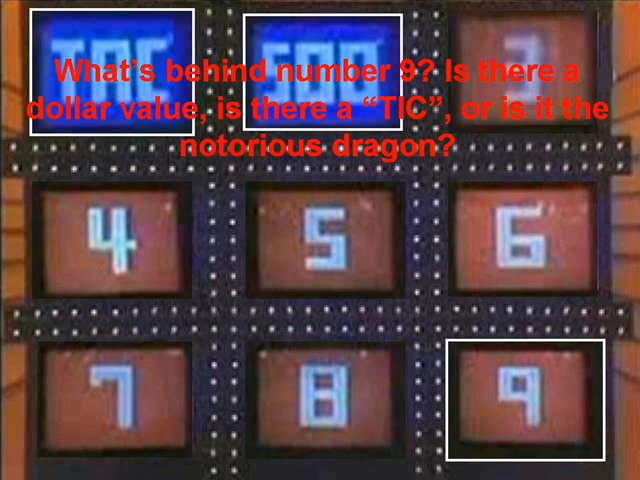 TAC 500 3
What's behind number 9? Is there a
dollar value, is there a “TIC”, or is it the
notorious dragon?
4 5 6
7 8 9